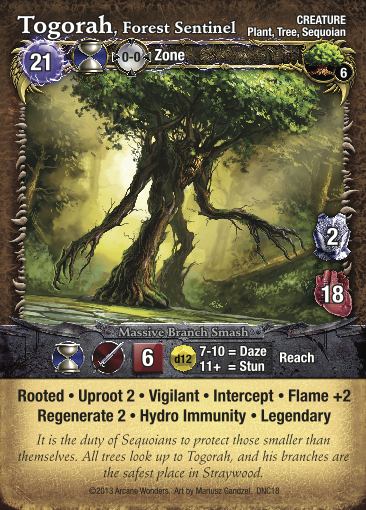 Togorah, Forest Sentinel
CREATURE
Plant, Tree, Sequoian
21
0-0
Zone
6
2
18
Massive Branch Smash
6
d12
7-10 = Daze
11+ = Stun
Reach
Rooted • Uproot 2 • Vigilant • Intercept • Flame +2
Regenerate 2 • Hydro Immunity • Legendary
It is the duty of Sequoians to protect those smaller than
themselves. All trees look up to Togorah, and his branches are
the safest place in Straywood.
©2013 Arcane Wonders. Art by Mariusz Gandzel. DNC18